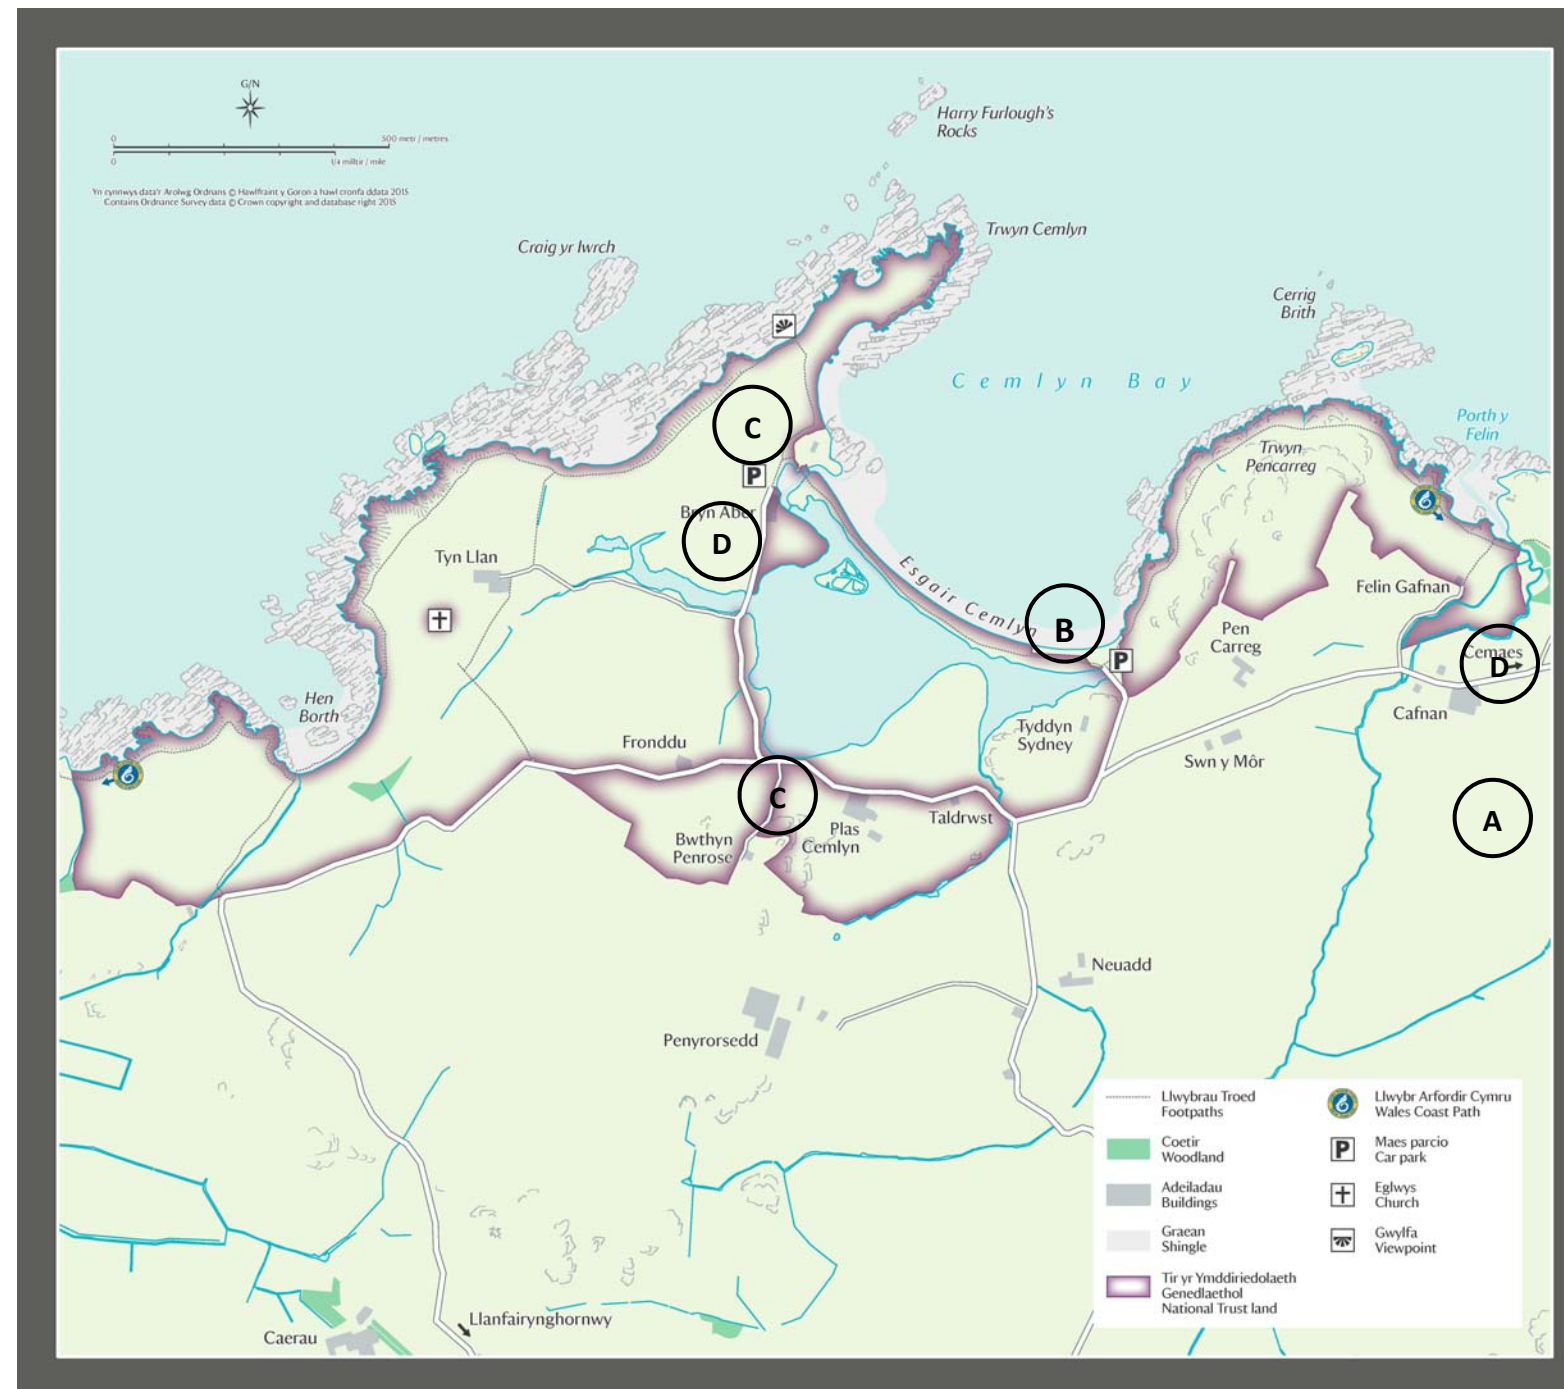 G/N
0
500 metr / metres
0
1/4 milltir / mile
Yn cynnwys data'r Arolwg Ordnans © Hawlfraint y Goron a hawl cronfa ddata 2015
Contains Ordnance Survey data © Crown copyright and database right 2015
Harry Furlough's
Rocks
Trwyn Cemlyn
Craig yr Iwrch
Cerrig
Brith
Cemlyn Bay
Porth y
Felin
C
Trwyn
Pencarreg
P
Bryn Aber
D
Tyn Llan
Esgair Cemlyn
B
Felin Gafnan
Pen
Carreg
P
Cemaes
D
Hen
Borth
Cafnan
Tyddyn
Sydney
Fronddu
Swn y Môr
C
A
Plas
Cemlyn
Taldrwst
Bwthyn
Penrose
Neuadd
Penyrorsedd
Llanfairynghornwy
Caerau
Llwybrau Troed
Footpaths
Coetir
Woodland
Adeiladau
Buildings
Graean
Shingle
Tir yr Ymddiriedolaeth
Genedlaethol
National Trust land
Llwybr Arfordir Cymru
Wales Coast Path
P
Maes parcio
Car park
Eglwys
Church
Gwylfa
Viewpoint